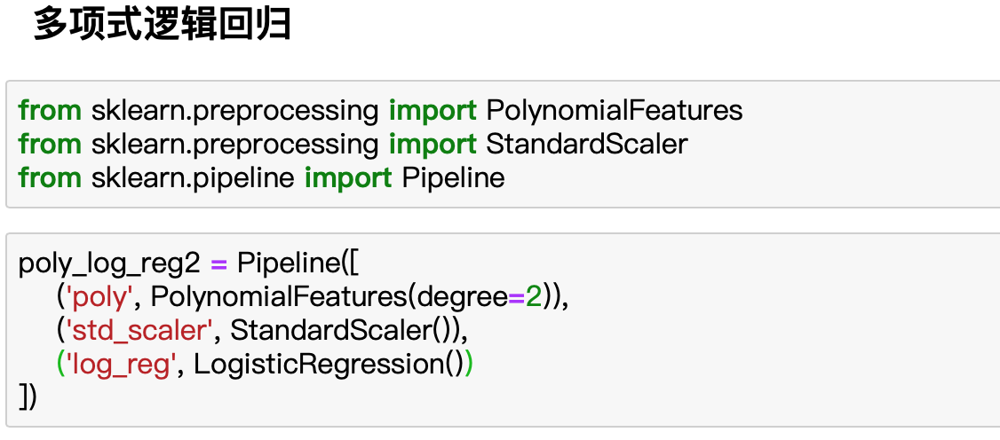 多项式逻辑回归
from sklearn.preprocessing import PolynomialFeatures
from sklearn.preprocessing import StandardScaler
from sklearn.pipeline import Pipeline
poly_log_reg2 = Pipeline([
    ('poly', PolynomialFeatures(degree=2)),
    ('std_scaler', StandardScaler()),
    ('log_reg', LogisticRegression())
])